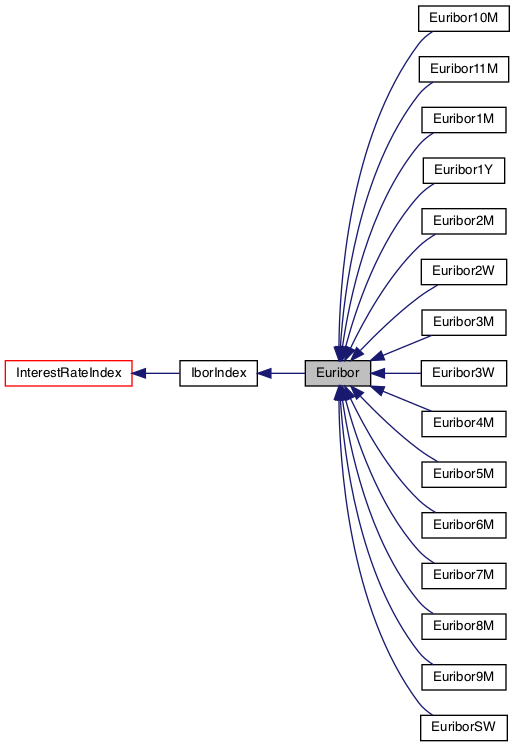 Euribor10M
Euribor11M
Euribor1M
Euribor1Y
Euribor2M
Euribor2W
Euribor3M
InterestRateIndex
IborIndex
Euribor
Euribor3W
Euribor4M
Euribor5M
Euribor6M
Euribor7M
Euribor8M
Euribor9M
EuriborSW